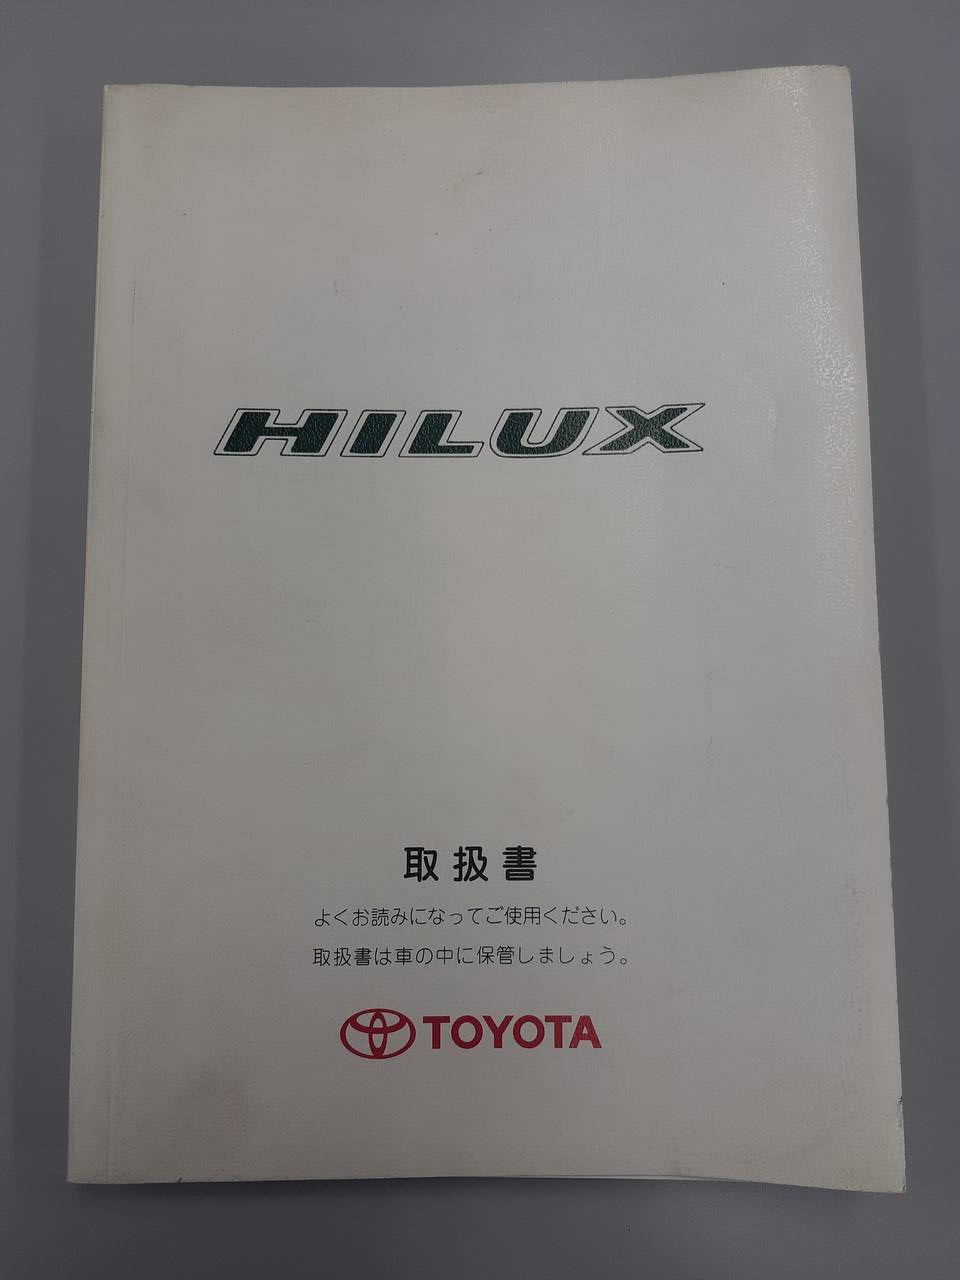 HILUX
取扱書
よくお読みになってご使用ください。
取扱書は車の中に保管しましょう。
TOYOTA